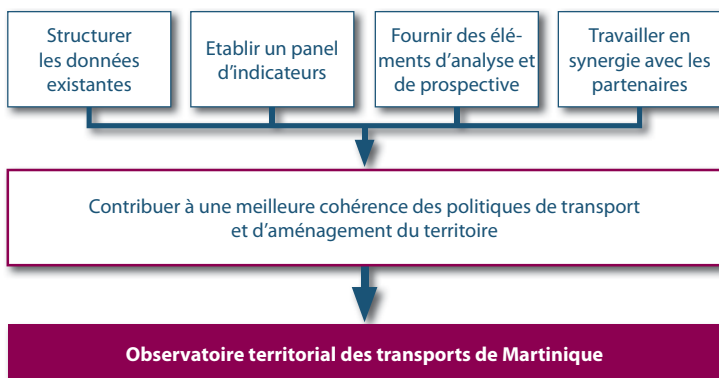 Structurer
les données
existantes
Etablir un panel
d'indicateurs
Fournir des élé-
ments d'analyse et
de prospective
Travailler en
synergie avec les
partenaires
Contribuer à une meilleure cohérence des politiques de transport
et d'aménagement du territoire
Observatoire territorial des transports de Martinique